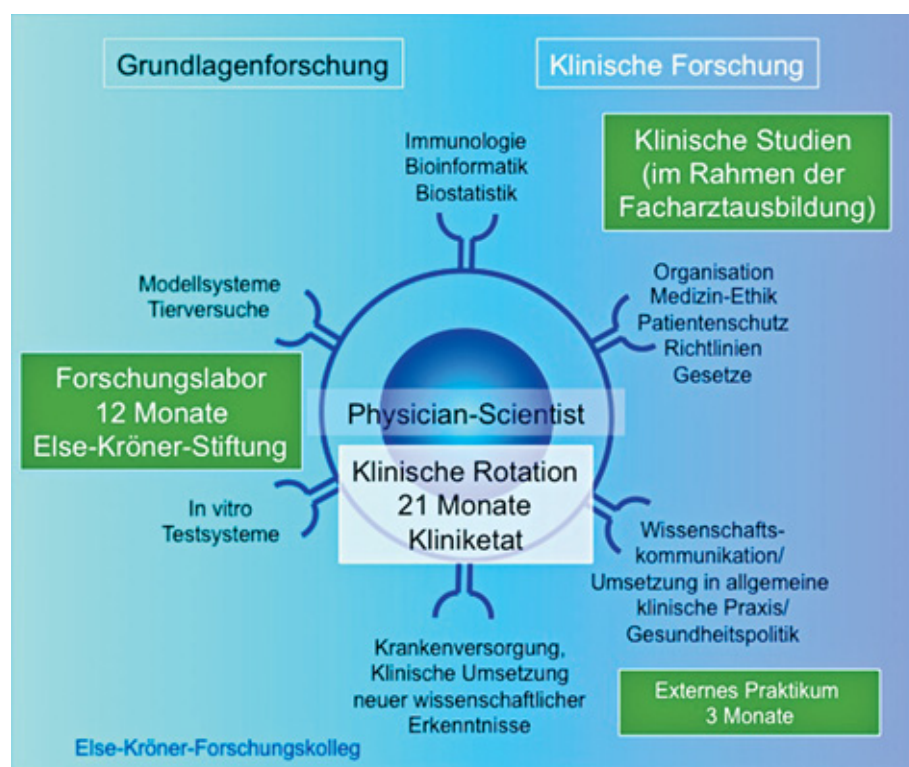 Grundlagenforschung
Klinische Forschung
Immunologie
Bioinformatik
Biostatistik
Klinische Studien
(im Rahmen der
Facharztausbildung)
Modellsysteme
Tierversuche
Organisation
Medizin-Ethik
Patientenschutz
Richtlinien
Gesetze
Forschungslabor
12 Monate
Else-Kröner-Stiftung
Physician-Scientist
Klinische Rotation
21 Monate
Kliniketat
In vitro
Testsysteme
Wissenschafts-
kommunikation/
Umsetzung in allgemeine
klinische Praxis/
Gesundheitspolitik
Krankenversorgung,
Klinische Umsetzung
neuer wissenschaftlicher
Erkenntnisse
Externes Praktikum
3 Monate
Else-Kröner-Forschungskolleg